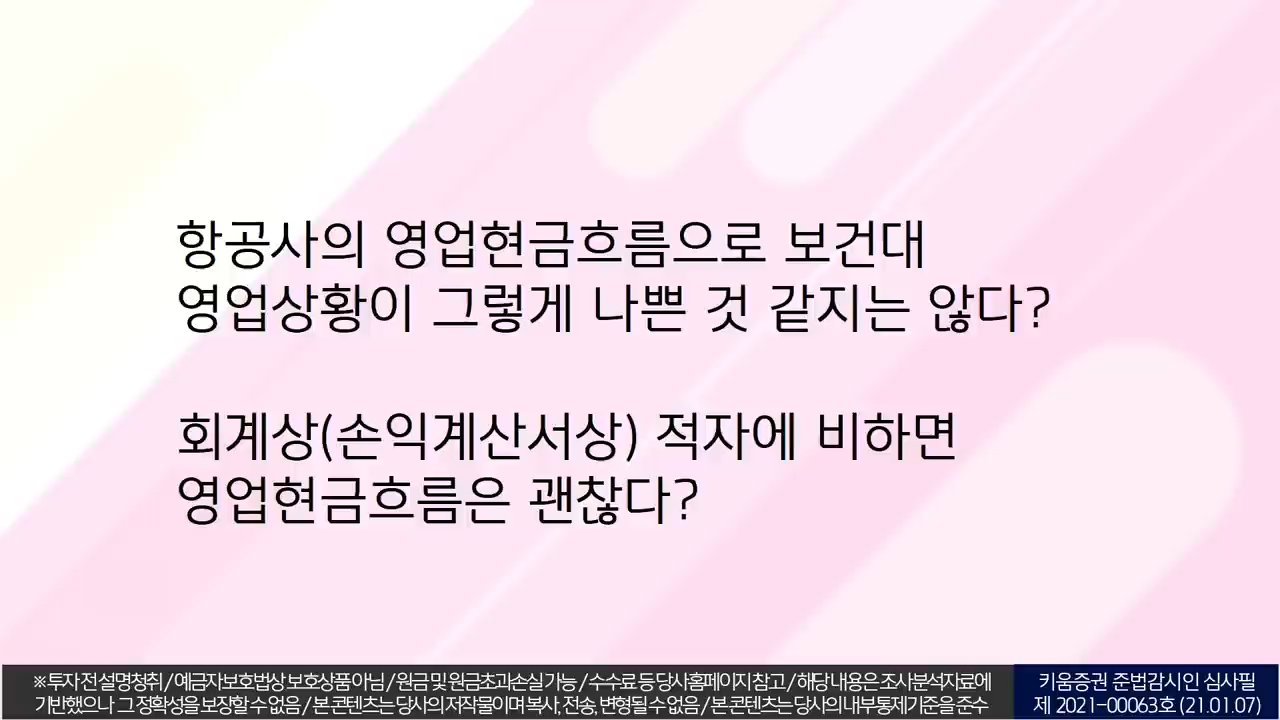 항공사의 영업현금흐름으로 보건대
영업상황이 그렇게 나쁜 것 같지는 않다?
회계상(손익계산서상) 적자에 비하면
영업현금흐름은 괜찮다?
※투자 전 설명청취 / 예금자보호법상 보호상품 아님 / 원금 및 원금초과손실 가능 / 수수료 등 당사홈페이지 참고 / 해당 내용은 조사분석자료에
기반했으나 그 정확성을 보장할 수 없음 / 본 콘텐츠는 당사의 저작물이며 복사, 전송, 변형될 수 없음 / 본 콘텐츠는 당사의 내부통제기준을 준수
키움증권 준법감시인 심사필
제 2021-00063호 (21.01.07)